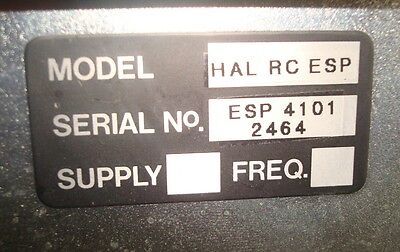 MODEL HAL RC ESP
SERIAL No. ESP 4101
2464
SUPPLY FREQ.